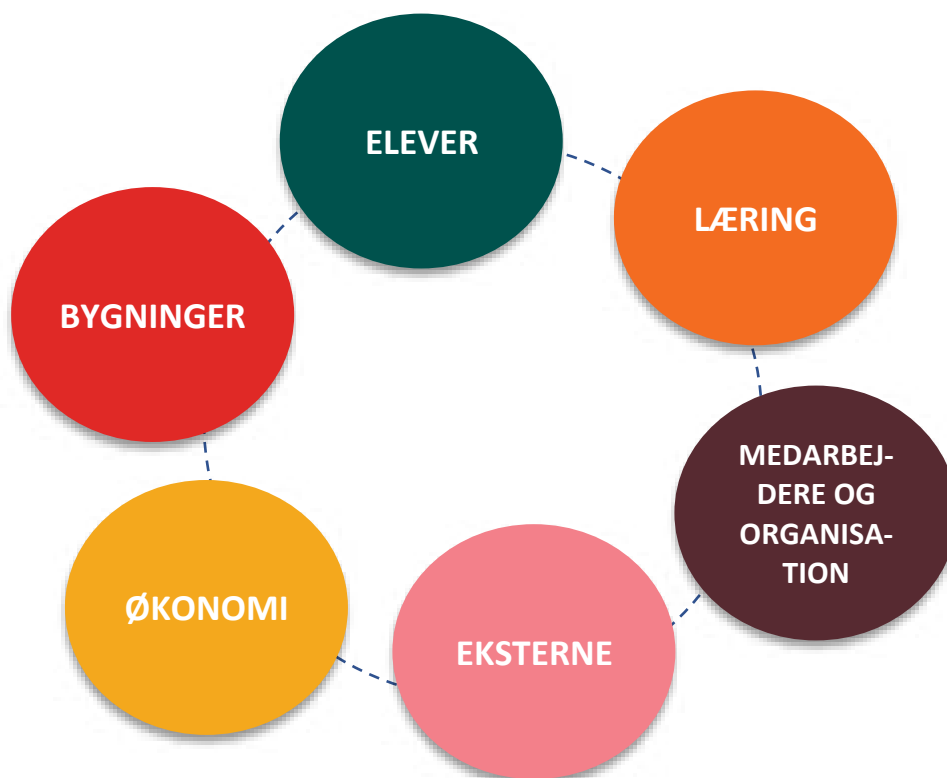 ELEVER
LÆRING
BYGNINGER
MEDARBEJ-
DERE OG
ORGANISA-
TION
ØKONOMI
EKSTERNE